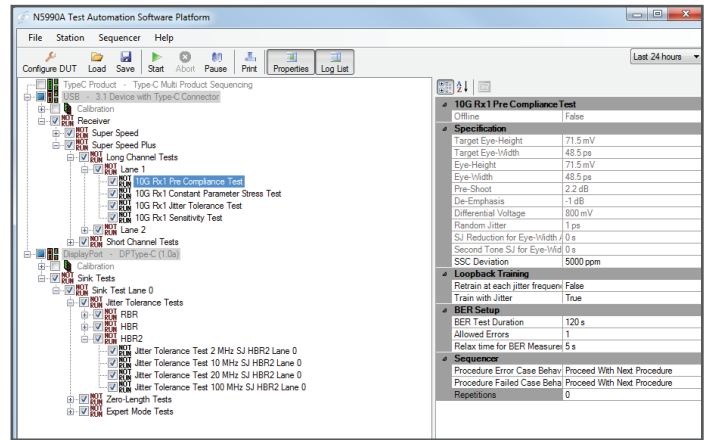 N5990A Test Automation Software Platform
File Station Sequencer Help
Configure DUT Load Save Start Abort Pause Print Properties Log List
Last 24 hours
TypeC Product - Type-C Multi Product Sequencing
USB - 3.1 Device with Type-C Connector
Calibration
NOT RUN Receiver
NOT RUN Super Speed
NOT RUN Super Speed Plus
NOT RUN Long Channel Tests
NOT RUN Lane 1
NOT RUN 10G Rx1 Pre Compliance Test
NOT RUN 10G Rx1 Constant Parameter Stress Test
NOT RUN 10G Rx1 Jitter Tolerance Test
NOT RUN 10G Rx1 Sensitivity Test
NOT RUN Lane 2
NOT RUN Short Channel Tests
DisplayPort - DPType-C (1.0a)
Calibration
NOT RUN Sink Tests
NOT RUN Sink Test Lane 0
NOT RUN Jitter Tolerance Tests
NOT RUN RBR
NOT RUN HBR
NOT RUN HBR2
NOT RUN Jitter Tolerance Test 2 MHz SJ HBR2 Lane 0
NOT RUN Jitter Tolerance Test 10 MHz SJ HBR2 Lane 0
NOT RUN Jitter Tolerance Test 20 MHz SJ HBR2 Lane 0
NOT RUN Jitter Tolerance Test 100 MHz SJ HBR2 Lane 0
NOT RUN Zero-Length Tests
NOT RUN Expert Mode Tests
10G Rx1 Pre Compliance Test
Offline False
Specification
Target Eye-Height 71.5 mV
Target Eye-Width 48.5 ps
Eye-Height 71.5 mV
Eye-Width 48.5 ps
Pre-Shoot 2.2 dB
De-Emphasis -1 dB
Differential Voltage 800 mV
Random Jitter 1 ps
SJ Reduction for Eye-Width A 0 s
Second Tone SJ for Eye-Wid 0 s
SSC Deviation 5000 ppm
Loopback Training
Retrain at each jitter frequen False
Train with Jitter True
BER Setup
BER Test Duration 120 s
Allowed Errors 1
Relax time for BER Measurer 5 s
Sequencer
Procedure Error Case Behav Proceed With Next Procedure
Procedure Failed Case Beha Proceed With Next Procedure
Repetitions 0